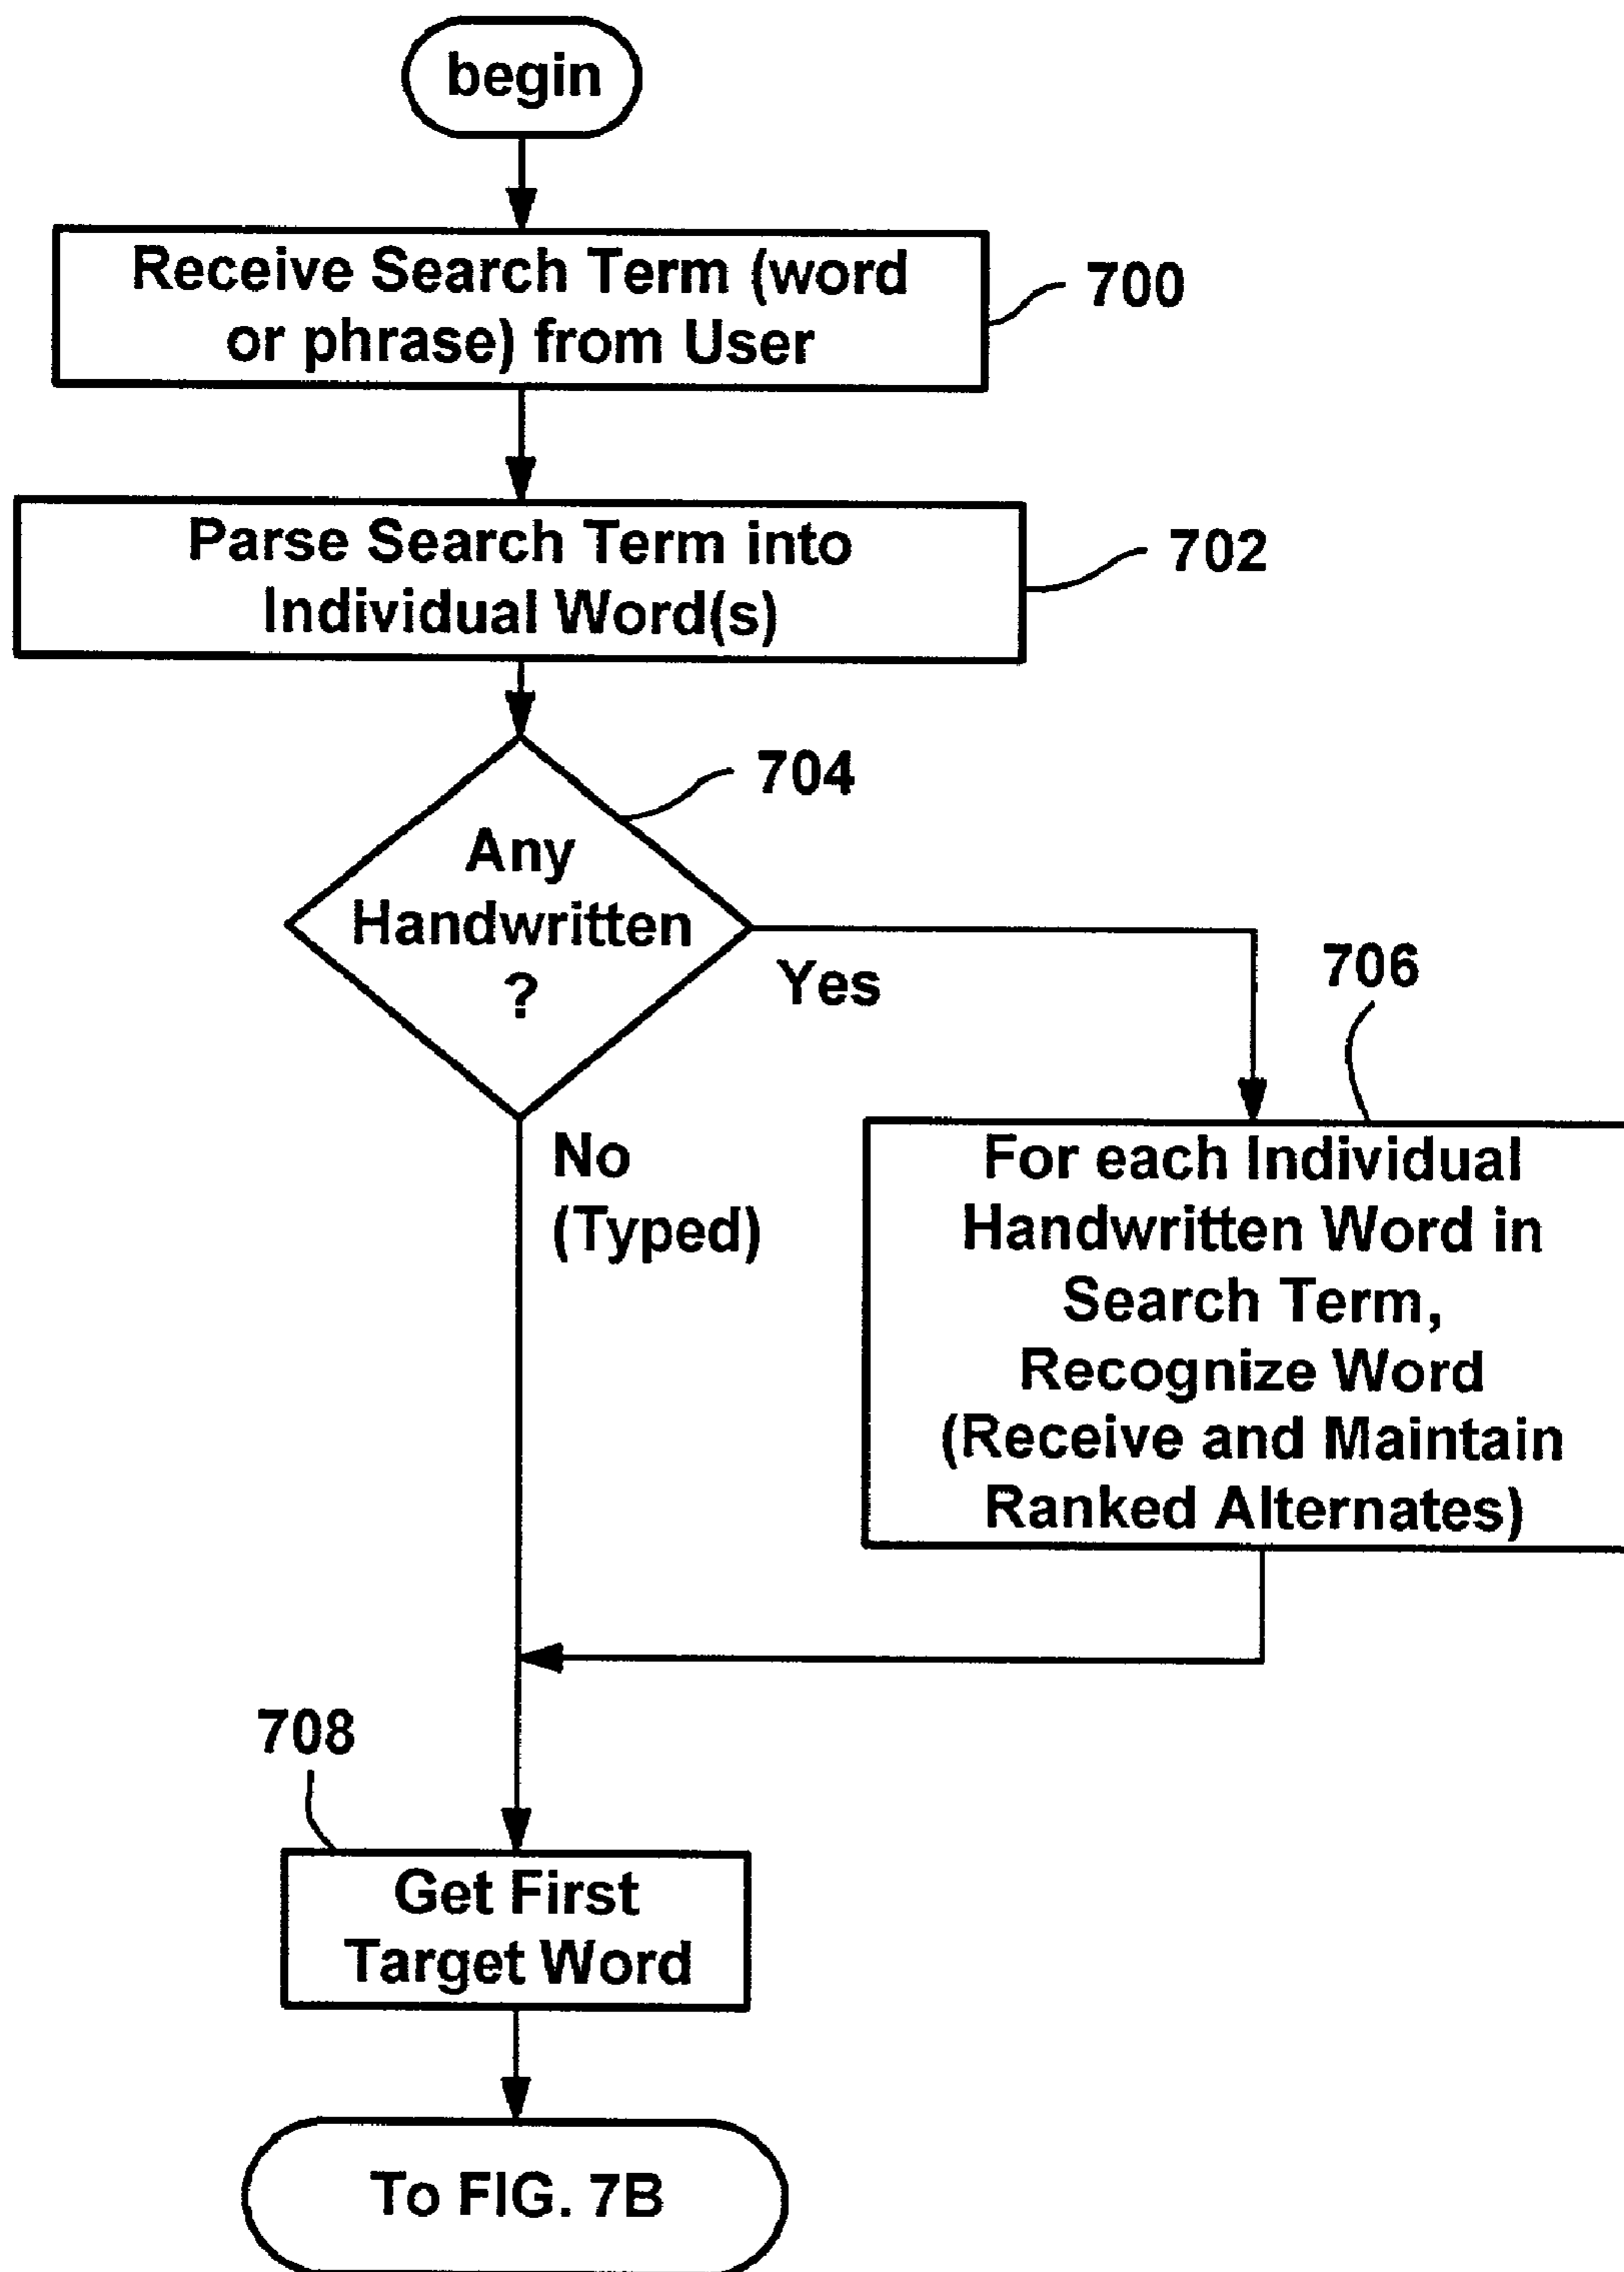 begin
Receive Search Term (word
or phrase) from User
700
Parse Search Term into
Individual Word(s)
702
704
Any
Handwritten
?
Yes
706
No
(Typed)
For each Individual
Handwritten Word in
Search Term,
Recognize Word
(Receive and Maintain
Ranked Alternates)
708
Get First
Target Word
To FIG. 7B